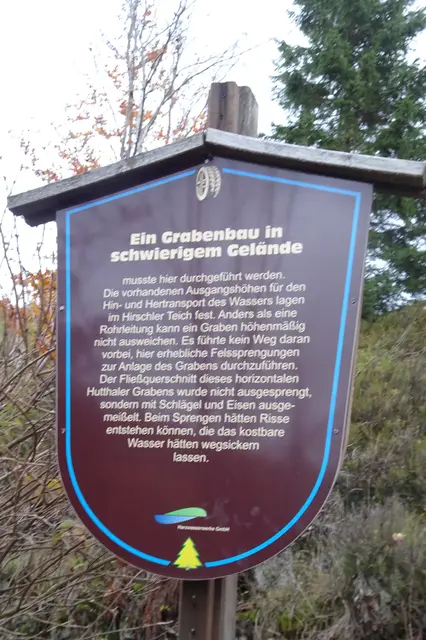 Ein Grabenbau in
schwierigem Gelände
musste hier durchgeführt werden.
Die vorhandenen Ausgangshöhen für den
Hin- und Hertransport des Wassers lagen
im Hirschler Teich fest. Anders als eine
Rohrleitung kann ein Graben höhenmäßig
nicht ausweichen. Es führte kein Weg daran
vorbei, hier erhebliche Felssprengungen
zur Anlage des Grabens durchzuführen.
Der Fließquerschnitt dieses horizontalen
Hutthaler Grabens wurde nicht ausgesprengt,
sondern mit Schlägel und Eisen ausge-
meißelt. Beim Sprengen hätten Risse
entstehen können, die das kostbare
Wasser hätten wegsickern
lassen.
Harzwasserwerke GmbH